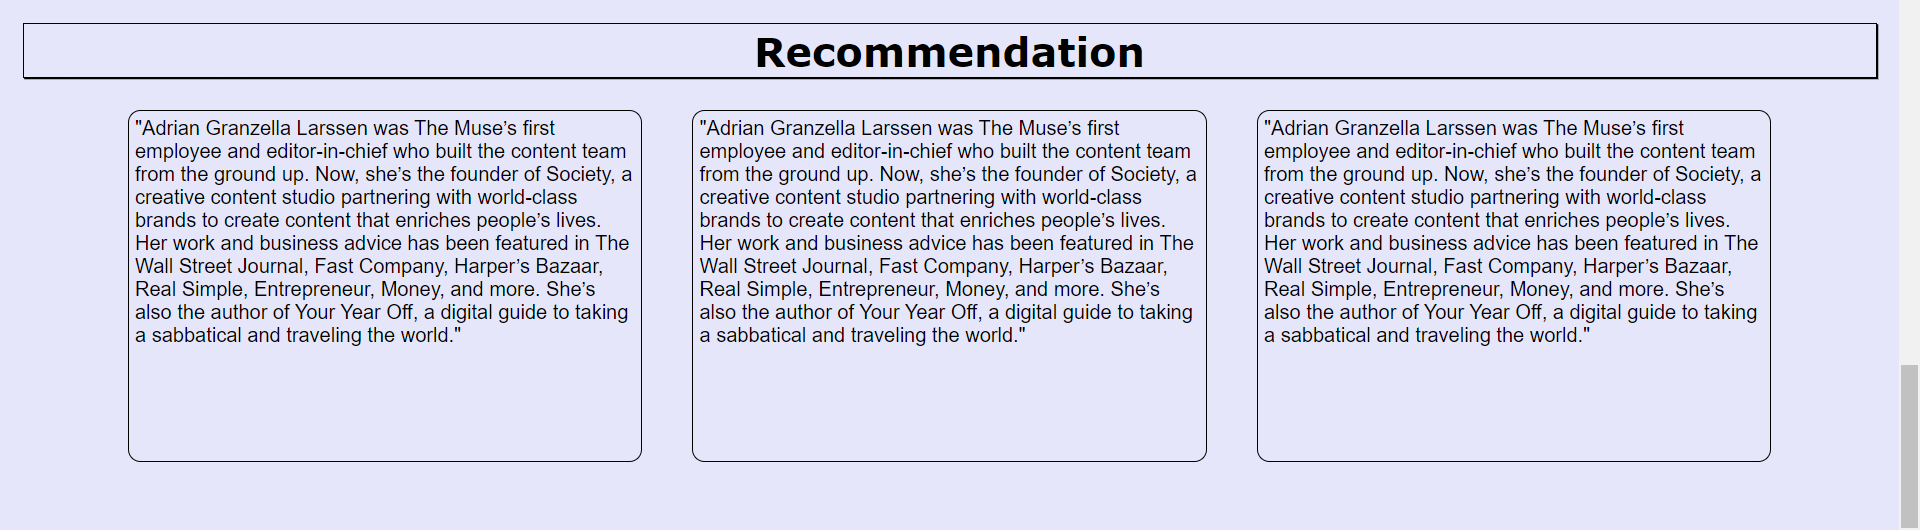 Recommendation
"Adrian Granzella Larssen was The Muse’s first
employee and editor-in-chief who built the content team
from the ground up. Now, she’s the founder of Society, a
creative content studio partnering with world-class
brands to create content that enriches people’s lives.
Her work and business advice has been featured in The
Wall Street Journal, Fast Company, Harper’s Bazaar,
Real Simple, Entrepreneur, Money, and more. She’s
also the author of Your Year Off, a digital guide to taking
a sabbatical and traveling the world."
"Adrian Granzella Larssen was The Muse’s first
employee and editor-in-chief who built the content team
from the ground up. Now, she’s the founder of Society, a
creative content studio partnering with world-class
brands to create content that enriches people’s lives.
Her work and business advice has been featured in The
Wall Street Journal, Fast Company, Harper’s Bazaar,
Real Simple, Entrepreneur, Money, and more. She’s
also the author of Your Year Off, a digital guide to taking
a sabbatical and traveling the world."
"Adrian Granzella Larssen was The Muse’s first
employee and editor-in-chief who built the content team
from the ground up. Now, she’s the founder of Society, a
creative content studio partnering with world-class
brands to create content that enriches people’s lives.
Her work and business advice has been featured in The
Wall Street Journal, Fast Company, Harper’s Bazaar,
Real Simple, Entrepreneur, Money, and more. She’s
also the author of Your Year Off, a digital guide to taking
a sabbatical and traveling the world."